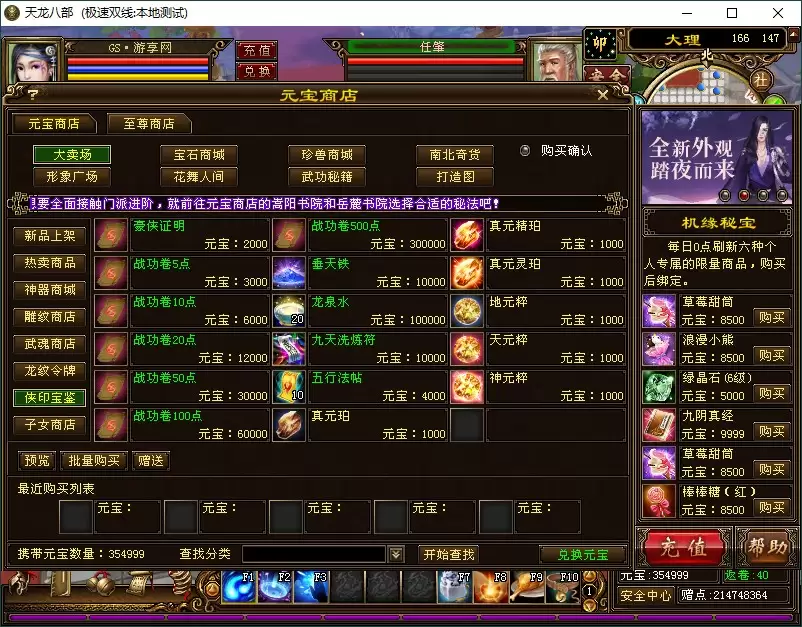 天龙八部 (极速双线:本地测试)
GS·游享网
充值
兑换
任肇
卯
安全
大理 166 147
北
社
? 元宝商店
元宝商店 至尊商店
大卖场 宝石商城 珍兽商城 南北奇货 购买确认
形象广场 花舞人间 武功秘籍 打造图
要全面接触门派进阶，就前往元宝商店的嵩阳书院和岳麓书院选择合适的秘法吧！
新品上架
热卖商品
神器商城
雕纹商店
武魂商店
龙纹令牌
侠印宝鉴
子女商店
豪侠证明
元宝：2000
战功卷500点
元宝：300000
真元精珀
元宝：1000
战功卷5点
元宝：3000
垂天铁
元宝：10000
真元灵珀
元宝：1000
战功卷10点
元宝：6000
20
龙泉水
元宝：100000
地元粹
元宝：1000
战功卷20点
元宝：12000
九天洗炼符
元宝：10000
天元粹
元宝：1000
战功卷50点
元宝：30000
10
五行法帖
元宝：4000
神元粹
元宝：1000
战功卷100点
元宝：60000
真元珀
元宝：1000
预览 批量购买 赠送
最近购买列表
元宝： 元宝： 元宝： 元宝： 元宝：
携带元宝数量：354999 查找分类 开始查找 兑换元宝
全新外观
踏夜而来
机缘秘宝
每日0点刷新六种个
人专属的限量商品，购买
后绑定。
草莓甜筒
元宝：8500 购买
浪漫小熊
元宝：8500 购买
绿晶石(6级)
元宝：5000 购买
九阴真经
元宝：9999 购买
草莓甜筒
元宝：8500 购买
棒棒糖（红）
元宝：8500 购买
充值 帮助
F1 F2 F3 F7 F8 F9 F10
1
元宝:354999 返卷:40
安全中心 赠点:214748364